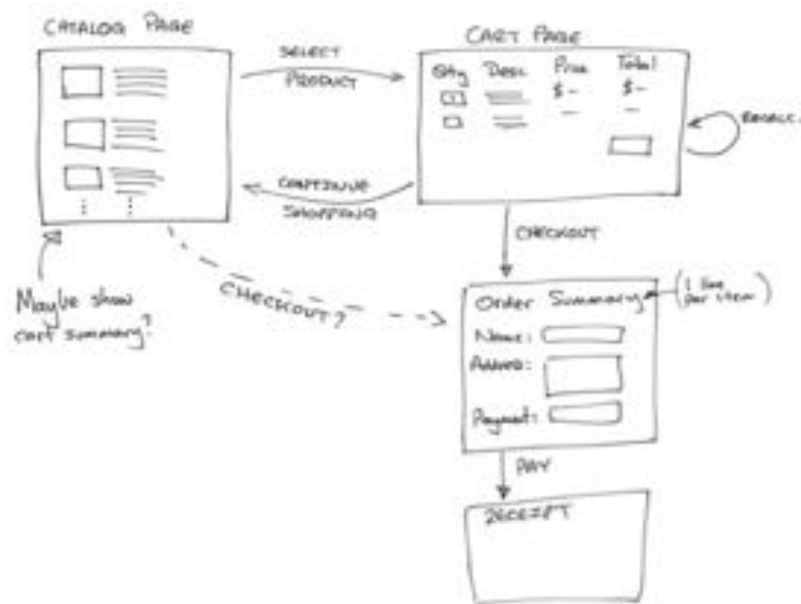 CATALOG PAGE
SELECT
PRODUCT
CART PAGE
Qty Desc Price Total
$- $-
- -
RECALC.
CONTINUE
SHOPPING
CHECKOUT
Maybe show
cart summary?
CHECKOUT?
Order Summary
(1 line
per item)
Name:
Address:
Payment:
PAY
RECEIPT